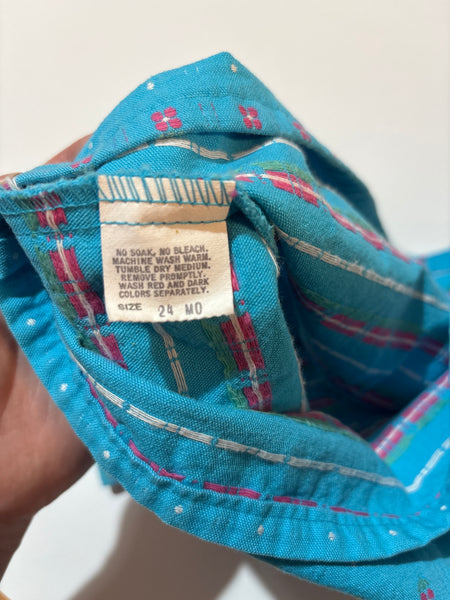 NO SOAK, NO BLEACH.
MACHINE WASH WARM.
TUMBLE DRY MEDIUM.
REMOVE PROMPTLY.
WASH RED AND DARK
COLORS SEPARATELY.
SIZE 24 MO